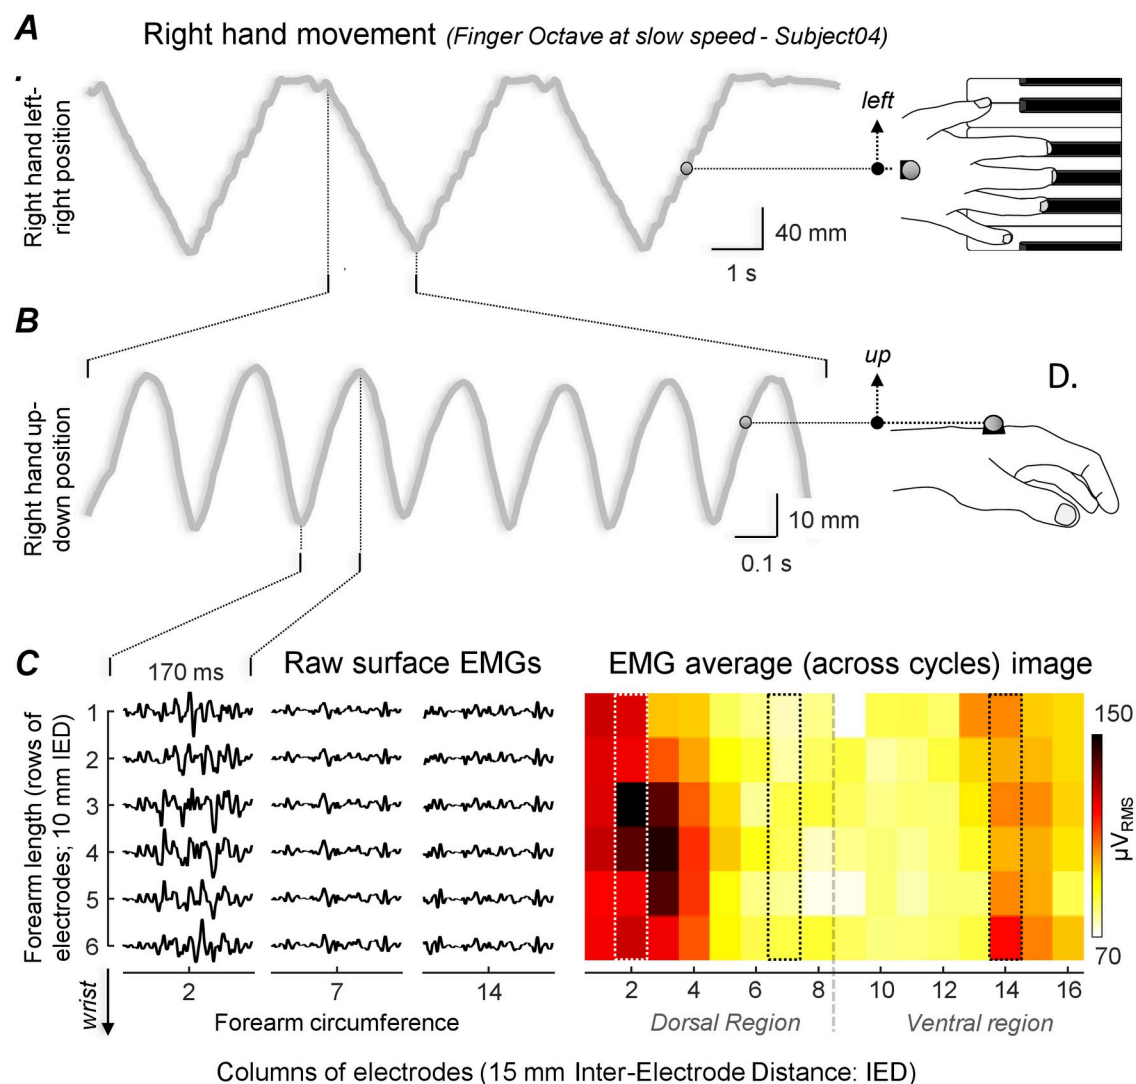 A
Right hand movement (Finger Octave at slow speed - Subject04)
Right hand left-
right position
left
40 mm
1 s
B
Right hand up-
down position
up
D.
10 mm
0.1 s
C
170 ms
Raw surface EMGs
EMG average (across cycles) image
Forearm length (rows of
electrodes; 10 mm IED)
1
2
3
4
5
6
wrist
2 7 14
Forearm circumference
2 4 6 8 10 12 14 16
Dorsal Region
Ventral region
150
µVRMS
70
Columns of electrodes (15 mm Inter-Electrode Distance: IED)